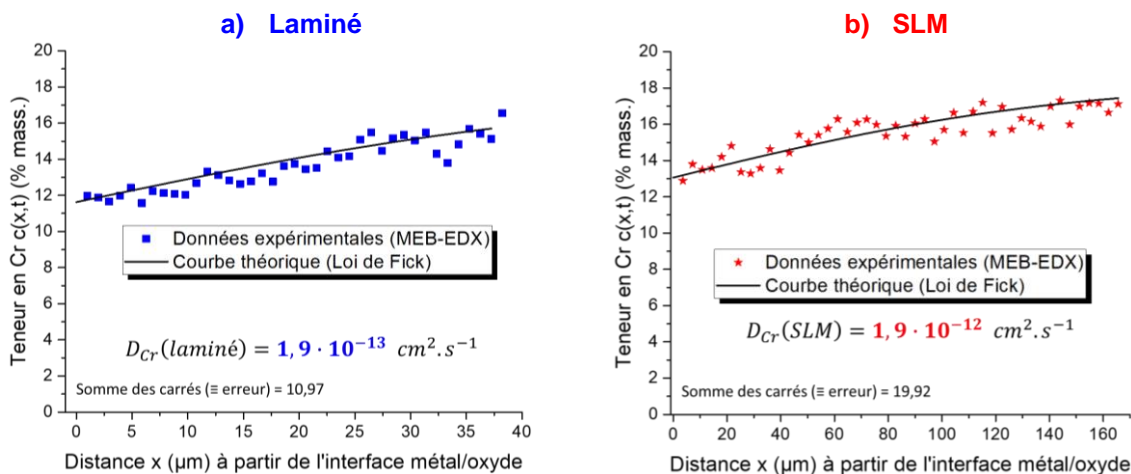 a) Laminé
Teneur en Cr c(x,t) (% mass.)
20
18
16
14
12
10
8
6
4
2
0
Données expérimentales (MEB-EDX)
Courbe théorique (Loi de Fick)
D_Cr(laminé) = 1,9 · 10⁻¹³ cm².s⁻¹
Somme des carrés (≡ erreur) = 10,97
0 5 10 15 20 25 30 35 40
Distance x (µm) à partir de l'interface métal/oxyde
b) SLM
Teneur en Cr c(x,t) (% mass.)
20
18
16
14
12
10
8
6
4
2
0
Données expérimentales (MEB-EDX)
Courbe théorique (Loi de Fick)
D_Cr(SLM) = 1,9 · 10⁻¹² cm².s⁻¹
Somme des carrés (≡ erreur) = 19,92
0 20 40 60 80 100 120 140 160
Distance x (µm) à partir de l'interface métal/oxyde